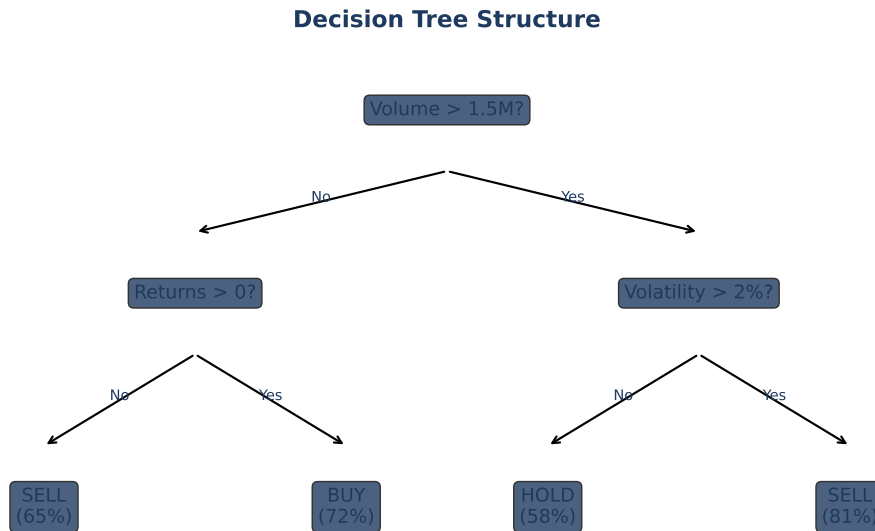 Decision Tree Structure
Volume > 1.5M?
No
Yes
Returns > 0?
Volatility > 2%?
No
Yes
No
Yes
SELL
(65%)
BUY
(72%)
HOLD
(58%)
SELL
(81%)